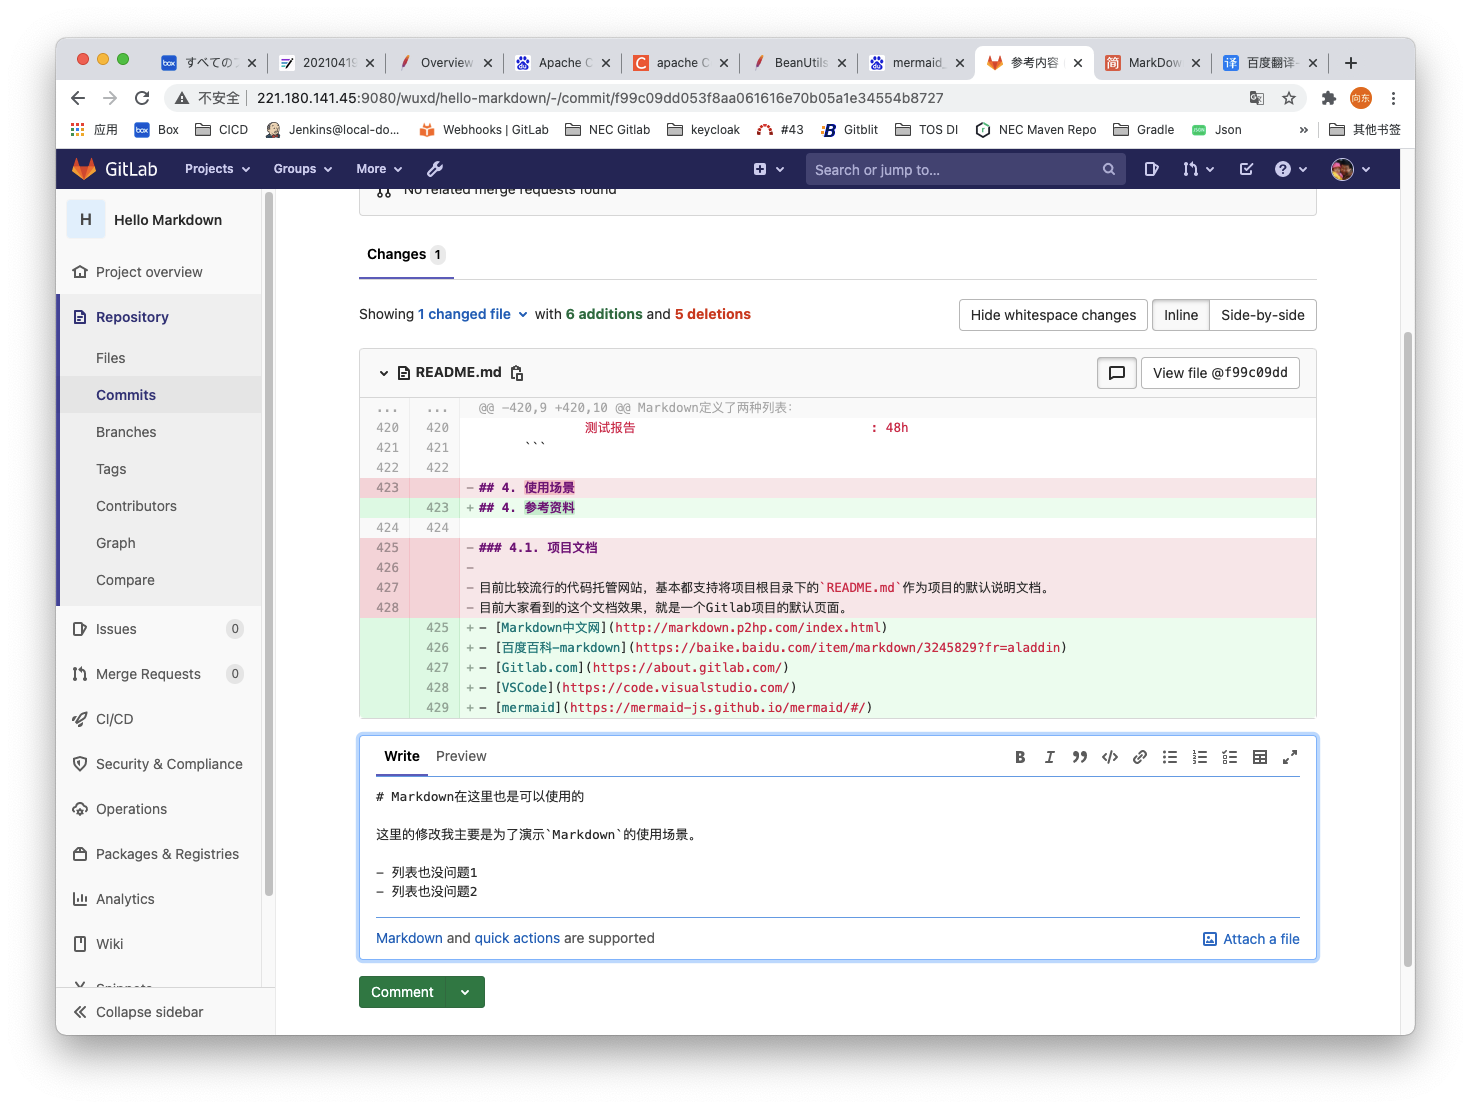 すべてのフ
20210419
Overview
Apache C
apache C
BeanUtils
mermaid_
参考内容
MarkDow
百度翻译-
不安全 221.180.141.45:9080/wuxd/hello-markdown/-/commit/f99c09dd053f8aa061616e70b05a1e34554b8727
向东
应用 box Box CICD Jenkins@local-do... Webhooks | GitLab NEC Gitlab keycloak #43 Gitblit TOS DI NEC Maven Repo Gradle Json » 其他书签
GitLab Projects Groups More Search or jump to...
H Hello Markdown
Project overview
Repository
Files
Commits
Branches
Tags
Contributors
Graph
Compare
Issues 0
Merge Requests 0
CI/CD
Security & Compliance
Operations
Packages & Registries
Analytics
Wiki
Snippets
Collapse sidebar
No related merge requests found
Changes 1
Showing 1 changed file with 6 additions and 5 deletions
Hide whitespace changes Inline Side-by-side
README.md View file @f99c09dd
... ... @@ -420,9 +420,10 @@ Markdown定义了两种列表：
420 420 测试报告 : 48h
421 421 ```
422 422
423 - ## 4. 使用场景
423 + ## 4. 参考资料
424 424
425 - ### 4.1. 项目文档
426 -
427 - 目前比较流行的代码托管网站，基本都支持将项目根目录下的`README.md`作为项目的默认说明文档。
428 - 目前大家看到的这个文档效果，就是一个Gitlab项目的默认页面。
425 + - [Markdown中文网](http://markdown.p2hp.com/index.html)
426 + - [百度百科-markdown](https://baike.baidu.com/item/markdown/3245829?fr=aladdin)
427 + - [Gitlab.com](https://about.gitlab.com/)
428 + - [VSCode](https://code.visualstudio.com/)
429 + - [mermaid](https://mermaid-js.github.io/mermaid/#/)
Write Preview
# Markdown在这里也是可以使用的
这里的修改我主要是为了演示`Markdown`的使用场景。
- 列表也没问题1
- 列表也没问题2
Markdown and quick actions are supported
Attach a file
Comment